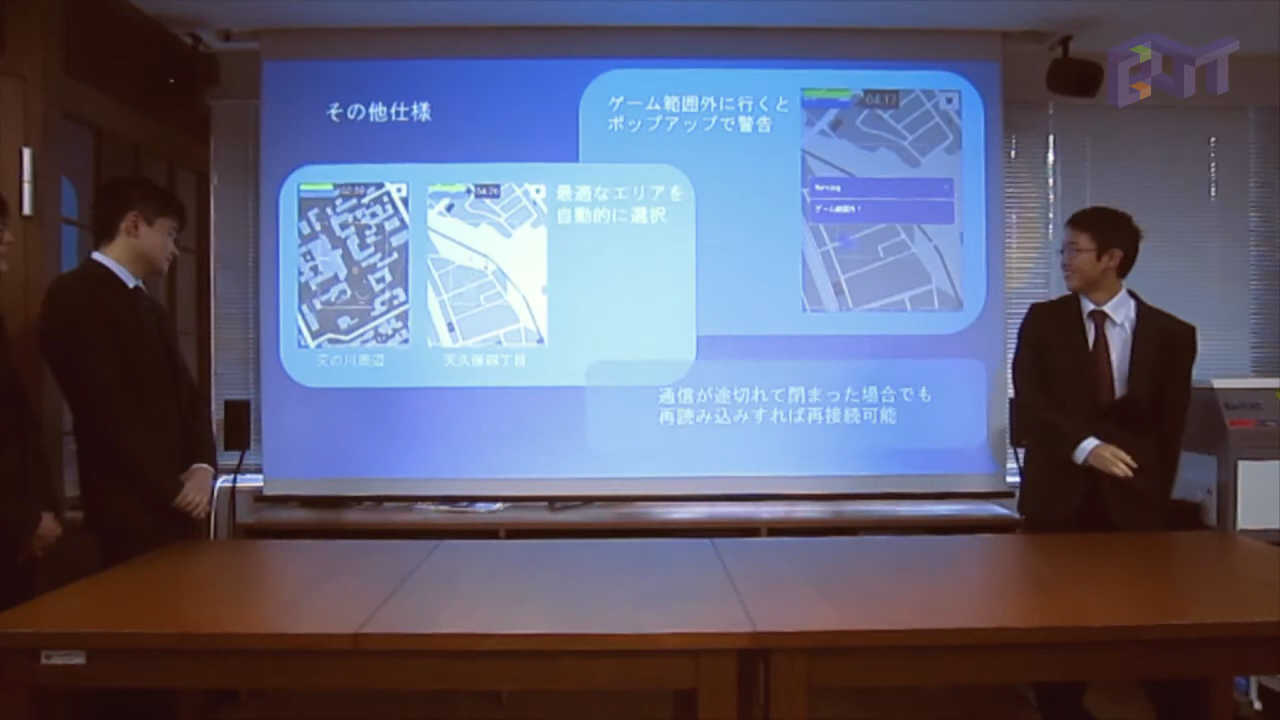 その他仕様
ゲーム範囲外に行くと
ポップアップで警告
04:17
Warning
ゲーム範囲外！
最適なエリアを
自動的に選択
04:26
天の川周辺
天久保四丁目
通信が途切れて閉まった場合でも
再読み込みすれば再接続可能